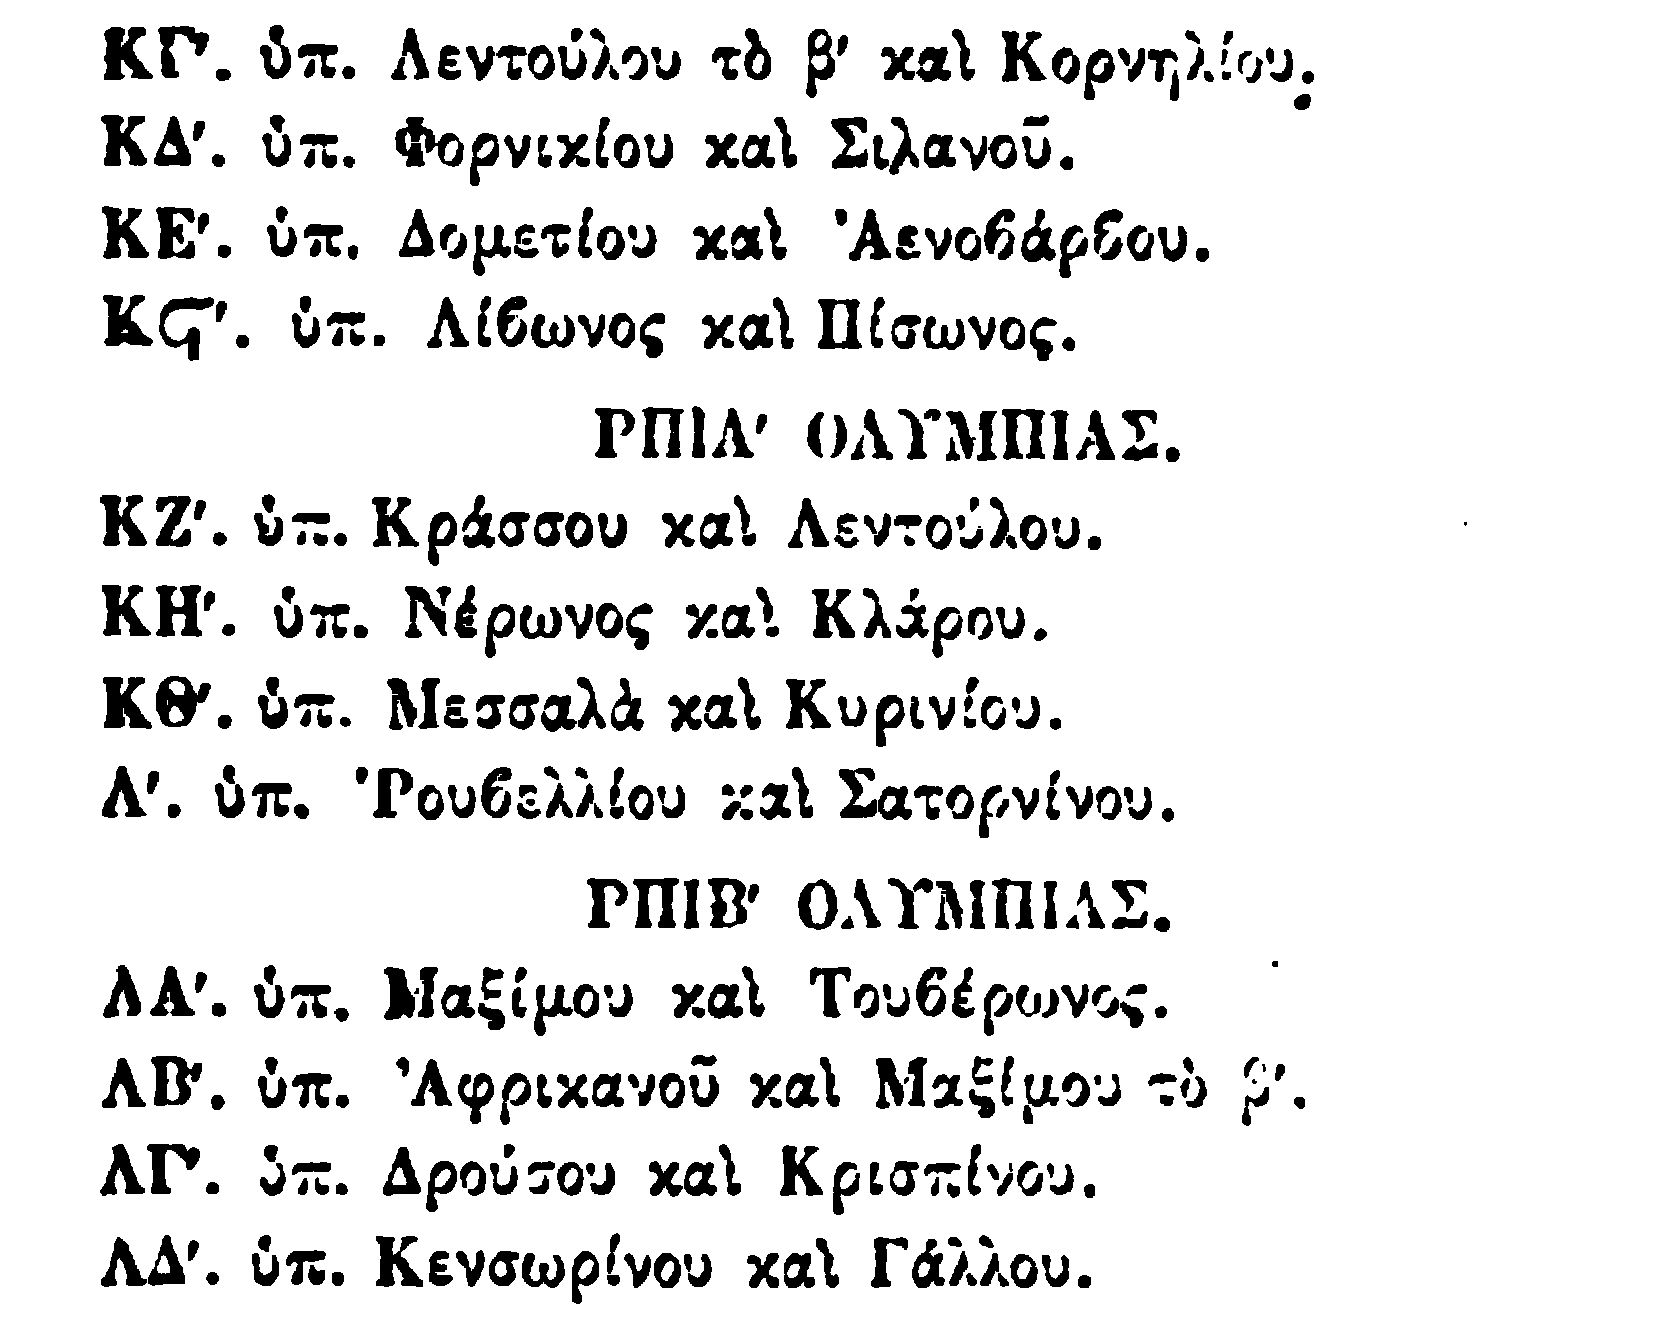 ΚΓ'. ὑπ. Λεντούλου τὸ β' καὶ Κορνηλίου.
ΚΔ'. ὑπ. Φορνικίου καὶ Σιλανοῦ.
ΚΕ'. ὑπ. Δομετίου καὶ Ἀενοβάρβου.
ΚϚ'. ὑπ. Λίβωνος καὶ Πίσωνος.
ΡΠΙΑ' ΟΛΥΜΠΙΑΣ.
ΚΖ'. ὑπ. Κράσσου καὶ Λεντούλου.
ΚΗ'. ὑπ. Νέρωνος καὶ Κλάρου.
ΚΘ'. ὑπ. Μεσσαλὰ καὶ Κυρινίου.
Λ'. ὑπ. Ῥουβελλίου καὶ Σατορνίνου.
ΡΠΙΒ' ΟΛΥΜΠΙΑΣ.
ΛΑ'. ὑπ. Μαξίμου καὶ Τουβέρωνος.
ΛΒ'. ὑπ. Ἀφρικανοῦ καὶ Μαξίμου τὸ β'.
ΛΓ'. ὑπ. Δρούσου καὶ Κρισπίνου.
ΛΔ'. ὑπ. Κενσωρίνου καὶ Γάλλου.